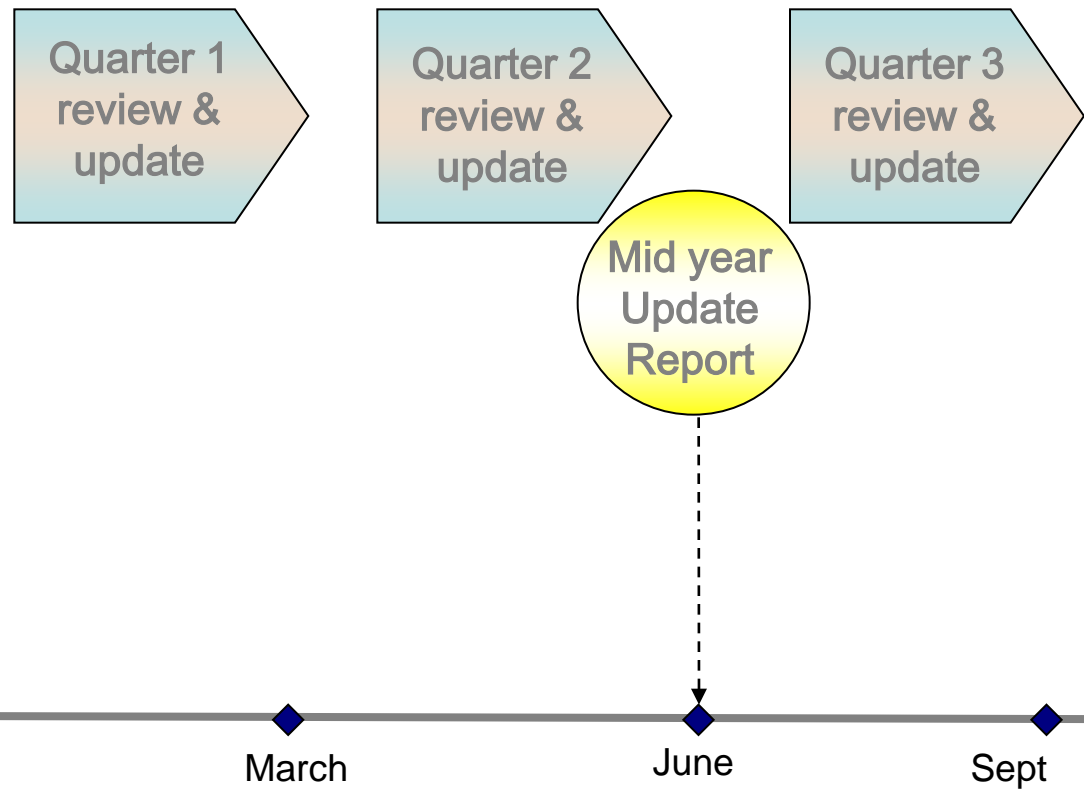 Quarter 1
review &
update
Quarter 2
review &
update
Quarter 3
review &
update
Mid year
Update
Report
March
June
Sept